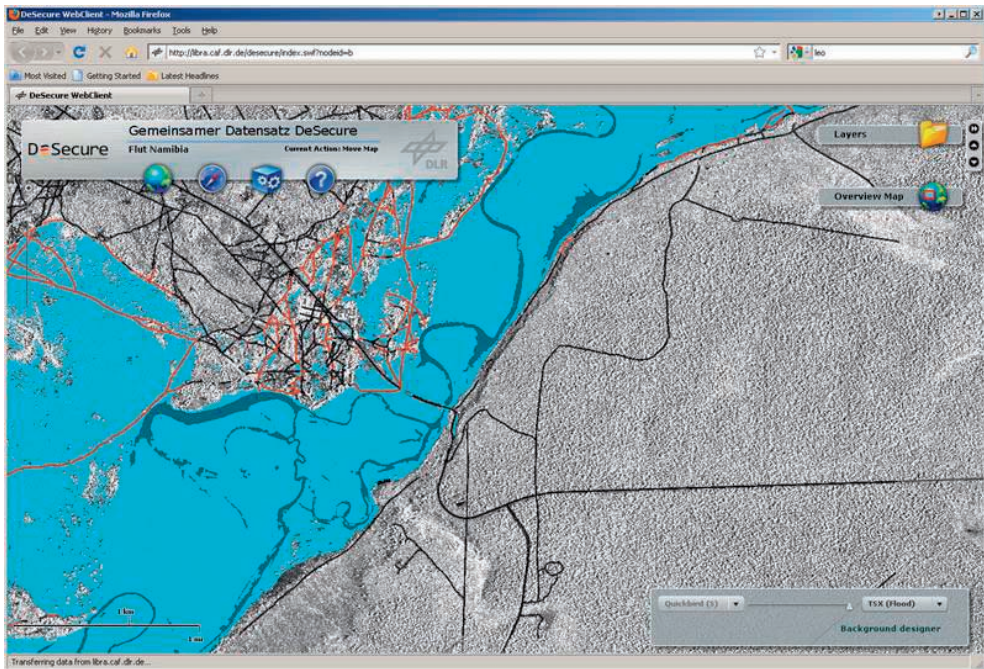 DeSecure WebClient - Mozilla Firefox
File Edit View History Bookmarks Tools Help
http://libra.caf.dlr.de/desecure/index.swf?nodeid=b
leo
Most Visited Getting Started Latest Headlines
DeSecure WebClient
Gemeinsamer Datensatz DeSecure
DeSecure
Flut Namibia
Current Action: Move Map
DLR
Layers
Overview Map
1 km
Quickbird (S)
TSX (Flood)
Background designer
Transferring data from libra.caf.dlr.de...